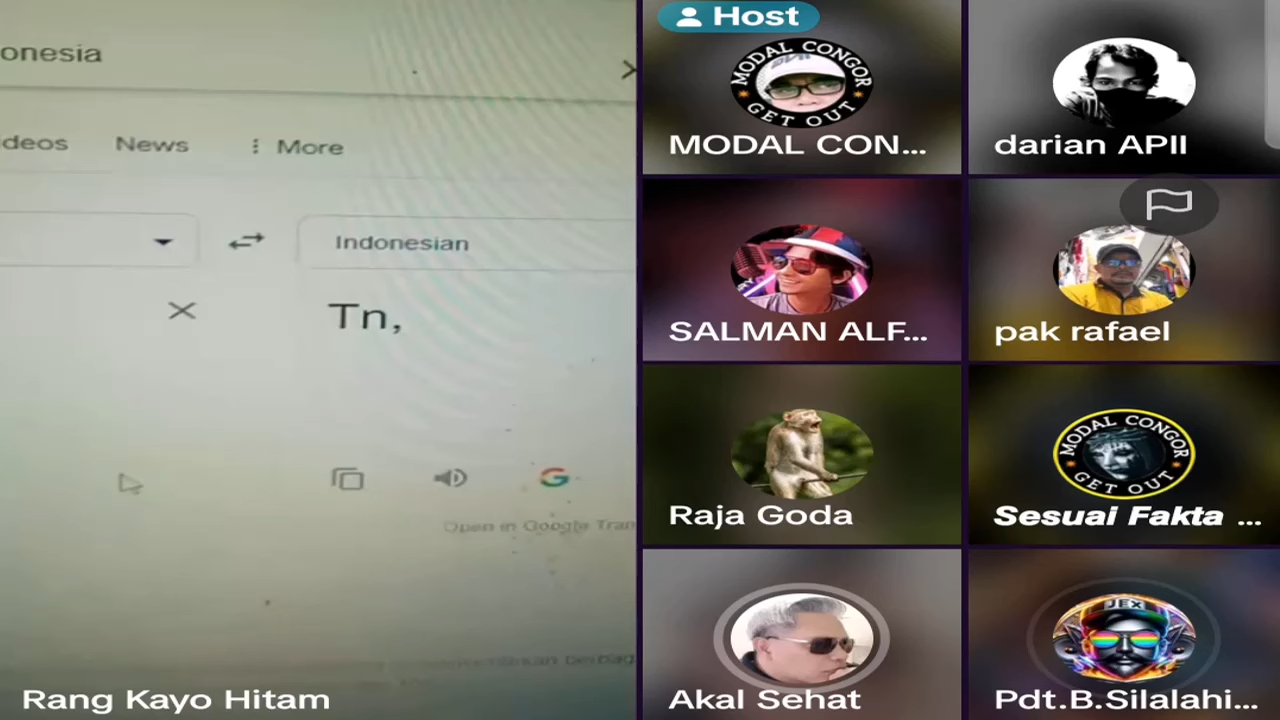 onesia
ideos News More
Indonesian
Tn,
Open in Google Tran
Rang Kayo Hitam
Host
MODAL CONGOR
GET OUT
MODAL CON...
darian APII
SALMAN ALF...
pak rafael
Raja Goda
MODAL CONGOR
GET OUT
Sesuai Fakta ...
Akal Sehat
JEX
Pdt.B.Silalahi...